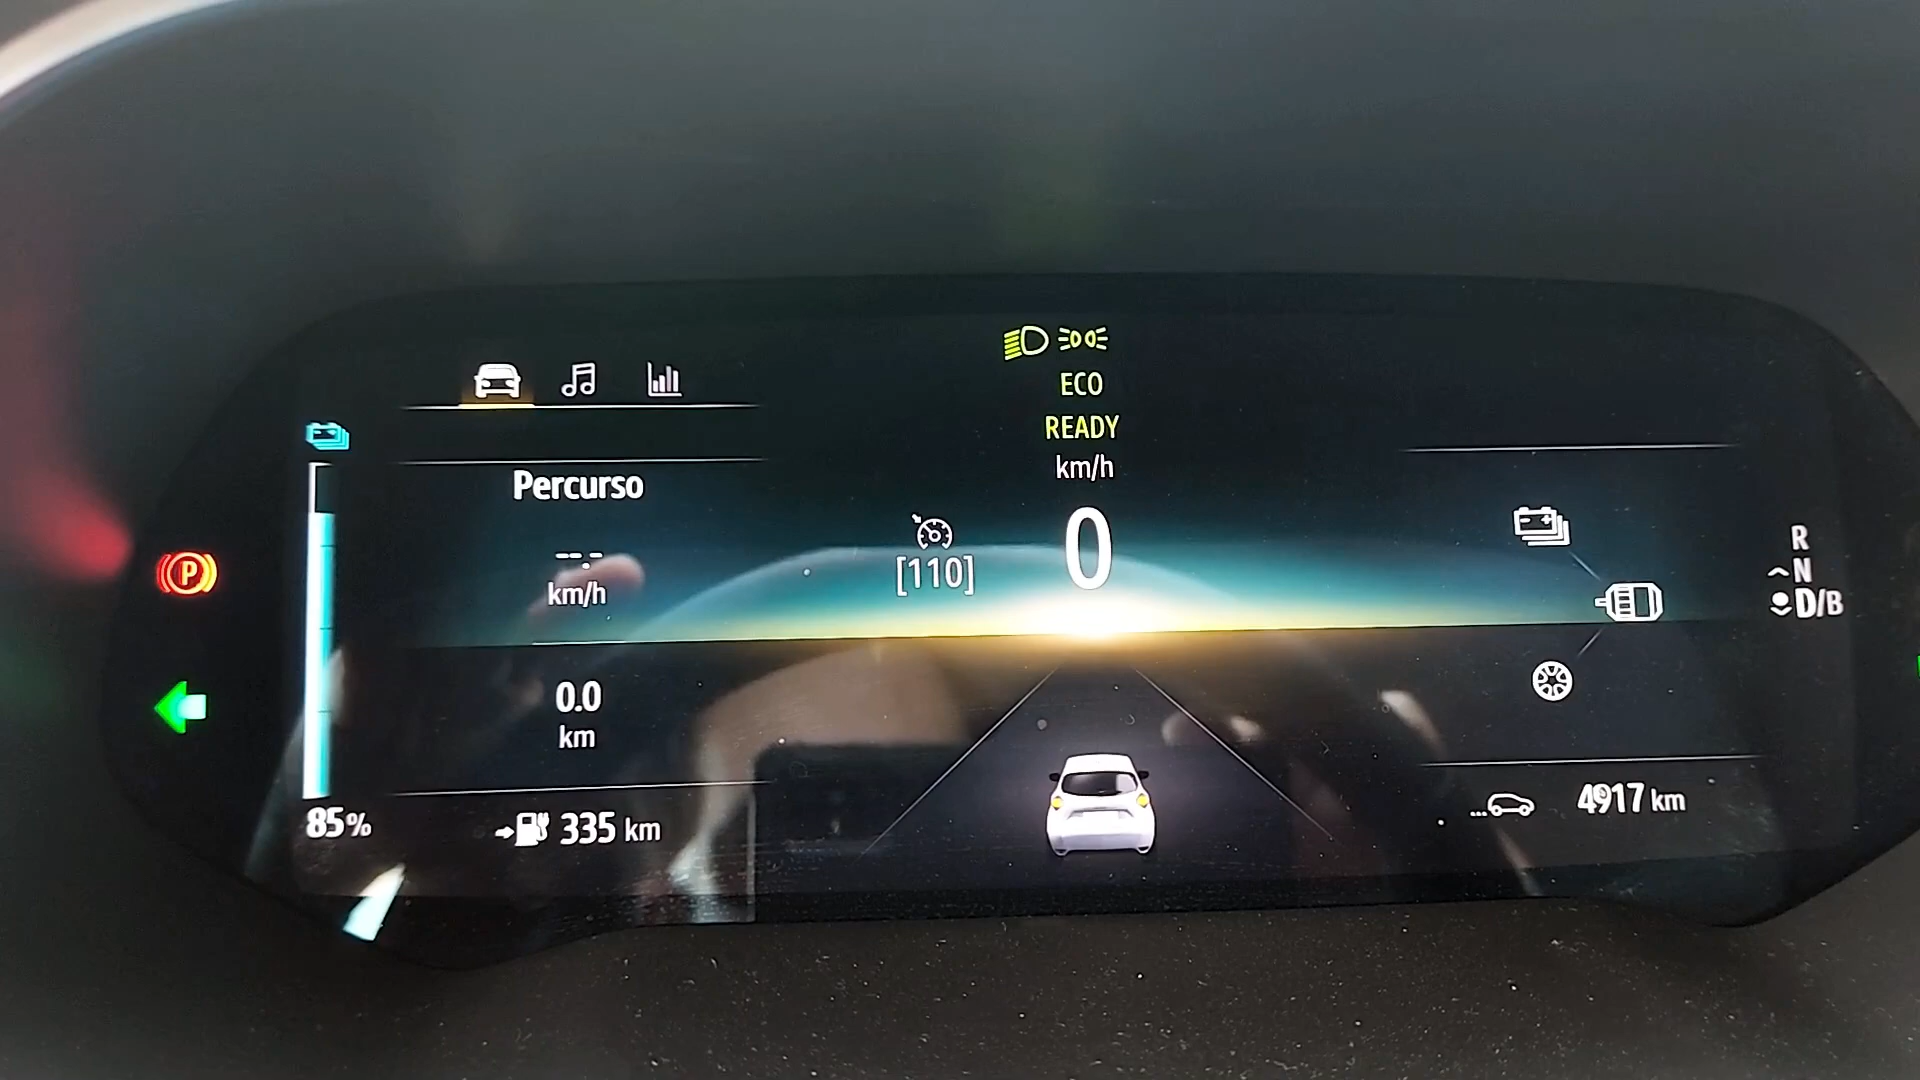 ECO
READY
km/h
0
Percurso
--.-
km/h
[110]
0.0
km
85%
335 km
4917 km
P
R
N
D/B